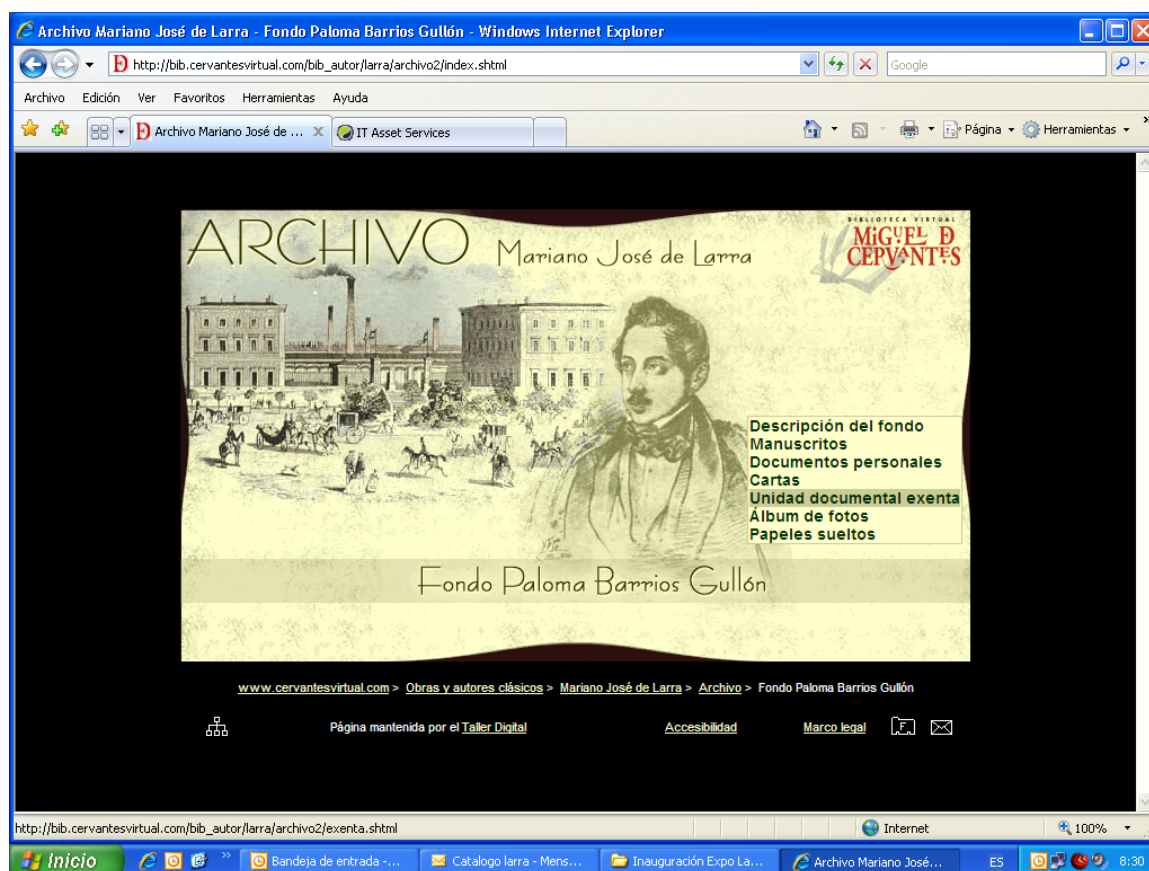 Archivo Mariano José de Larra - Fondo Paloma Barrios Gullón - Windows Internet Explorer
http://bib.cervantesvirtual.com/bib_autor/larra/archivo2/index.shtml
Google
Archivo Edición Ver Favoritos Herramientas Ayuda
Archivo Mariano José de ... IT Asset Services Página Herramientas
ARCHIVO Mariano José de Larra
BIBLIOTECA VIRTUAL
MIGUEL D
CERVANTES
Descripción del fondo
Manuscritos
Documentos personales
Cartas
Unidad documental exenta
Álbum de fotos
Papeles sueltos
Fondo Paloma Barrios Gullón
www.cervantesvirtual.com > Obras y autores clásicos > Mariano José de Larra > Archivo > Fondo Paloma Barrios Gullón
Página mantenida por el Taller Digital Accesibilidad Marco legal F
http://bib.cervantesvirtual.com/bib_autor/larra/archivo2/exenta.shtml Internet 100%
Inicio Bandeja de entrada -... Catalogo larra - Mens... Inauguración Expo La... Archivo Mariano José... ES 8:30